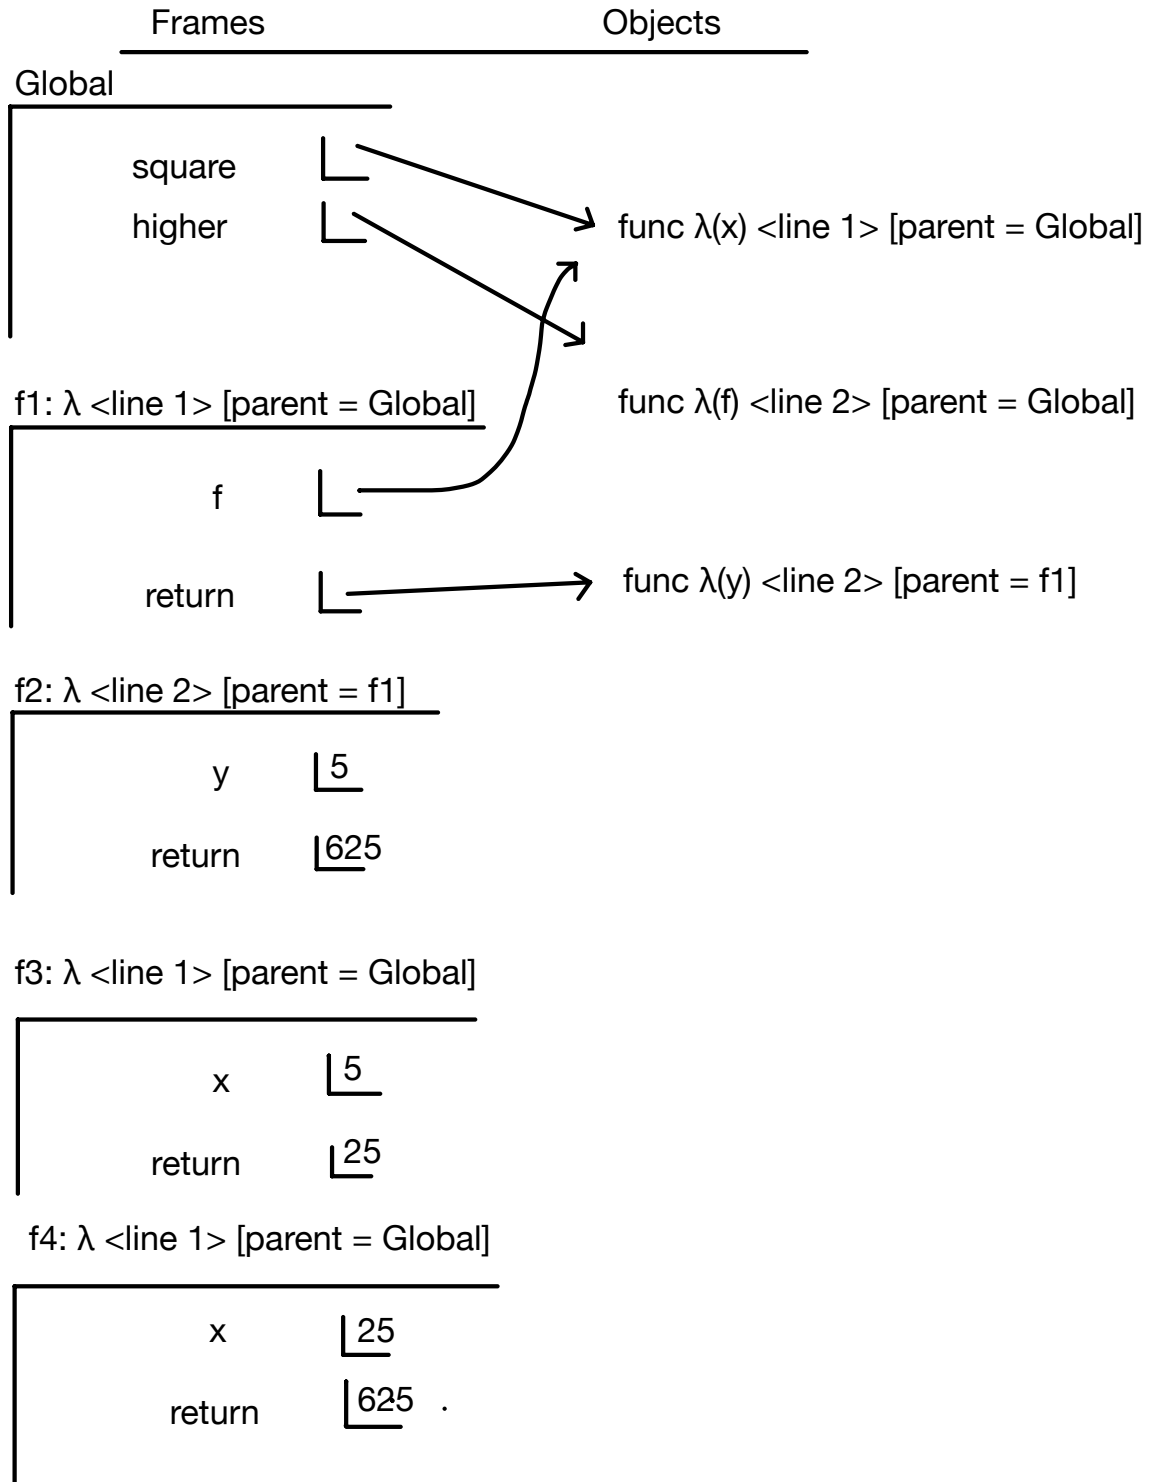 Frames Objects
Global
square
higher
func λ(x) <line 1> [parent = Global]
f1: λ <line 1> [parent = Global]
func λ(f) <line 2> [parent = Global]
f
return
func λ(y) <line 2> [parent = f1]
f2: λ <line 2> [parent = f1]
y 5
return 625
f3: λ <line 1> [parent = Global]
x 5
return 25
f4: λ <line 1> [parent = Global]
x 25
return 625 .